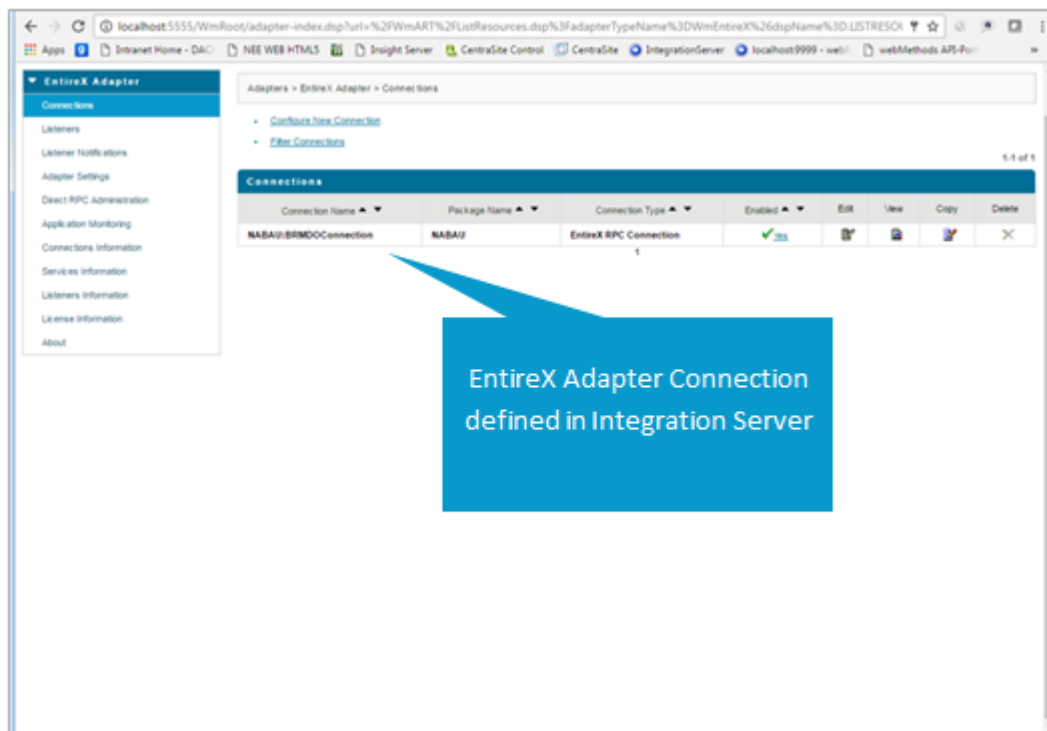 localhost:5555/WmRoot/adapter-index.dsp?url=%2FWmART%2FListResources.dsp%3FadapterTypeName%3DWmEntireX%26dspName%3D.LISTRESOU
Apps Intranet Home - DAC NEE WEB HTML5 Insight Server CentraSite Control CentraSite IntegrationServer localhost:9999 - web webMethods API-Por »
EntireX Adapter
Connections
Listeners
Listener Notifications
Adapter Settings
Direct RPC Administration
Application Monitoring
Connections Information
Services Information
Listeners Information
License Information
About
Adapters > EntireX Adapter > Connections
Configure New Connection
Filter Connections
1-1 of 1
Connections
Connection Name Package Name Connection Type Enabled Edit View Copy Delete
NABAU:BRMDOConnection NABAU EntireX RPC Connection Yes
1
EntireX Adapter Connection
defined in Integration Server